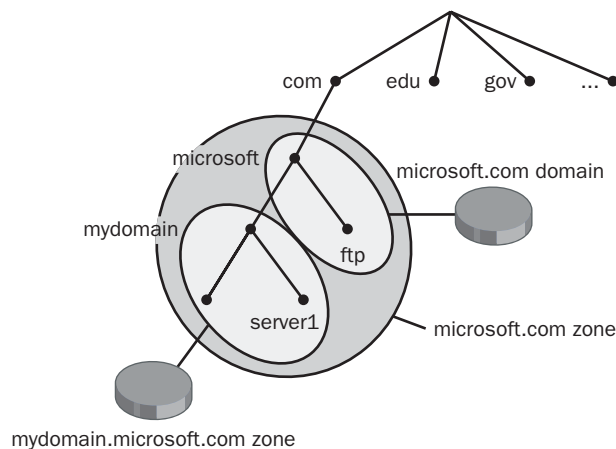 com
edu
gov
...
microsoft
microsoft.com domain
mydomain
ftp
server1
microsoft.com zone
mydomain.microsoft.com zone